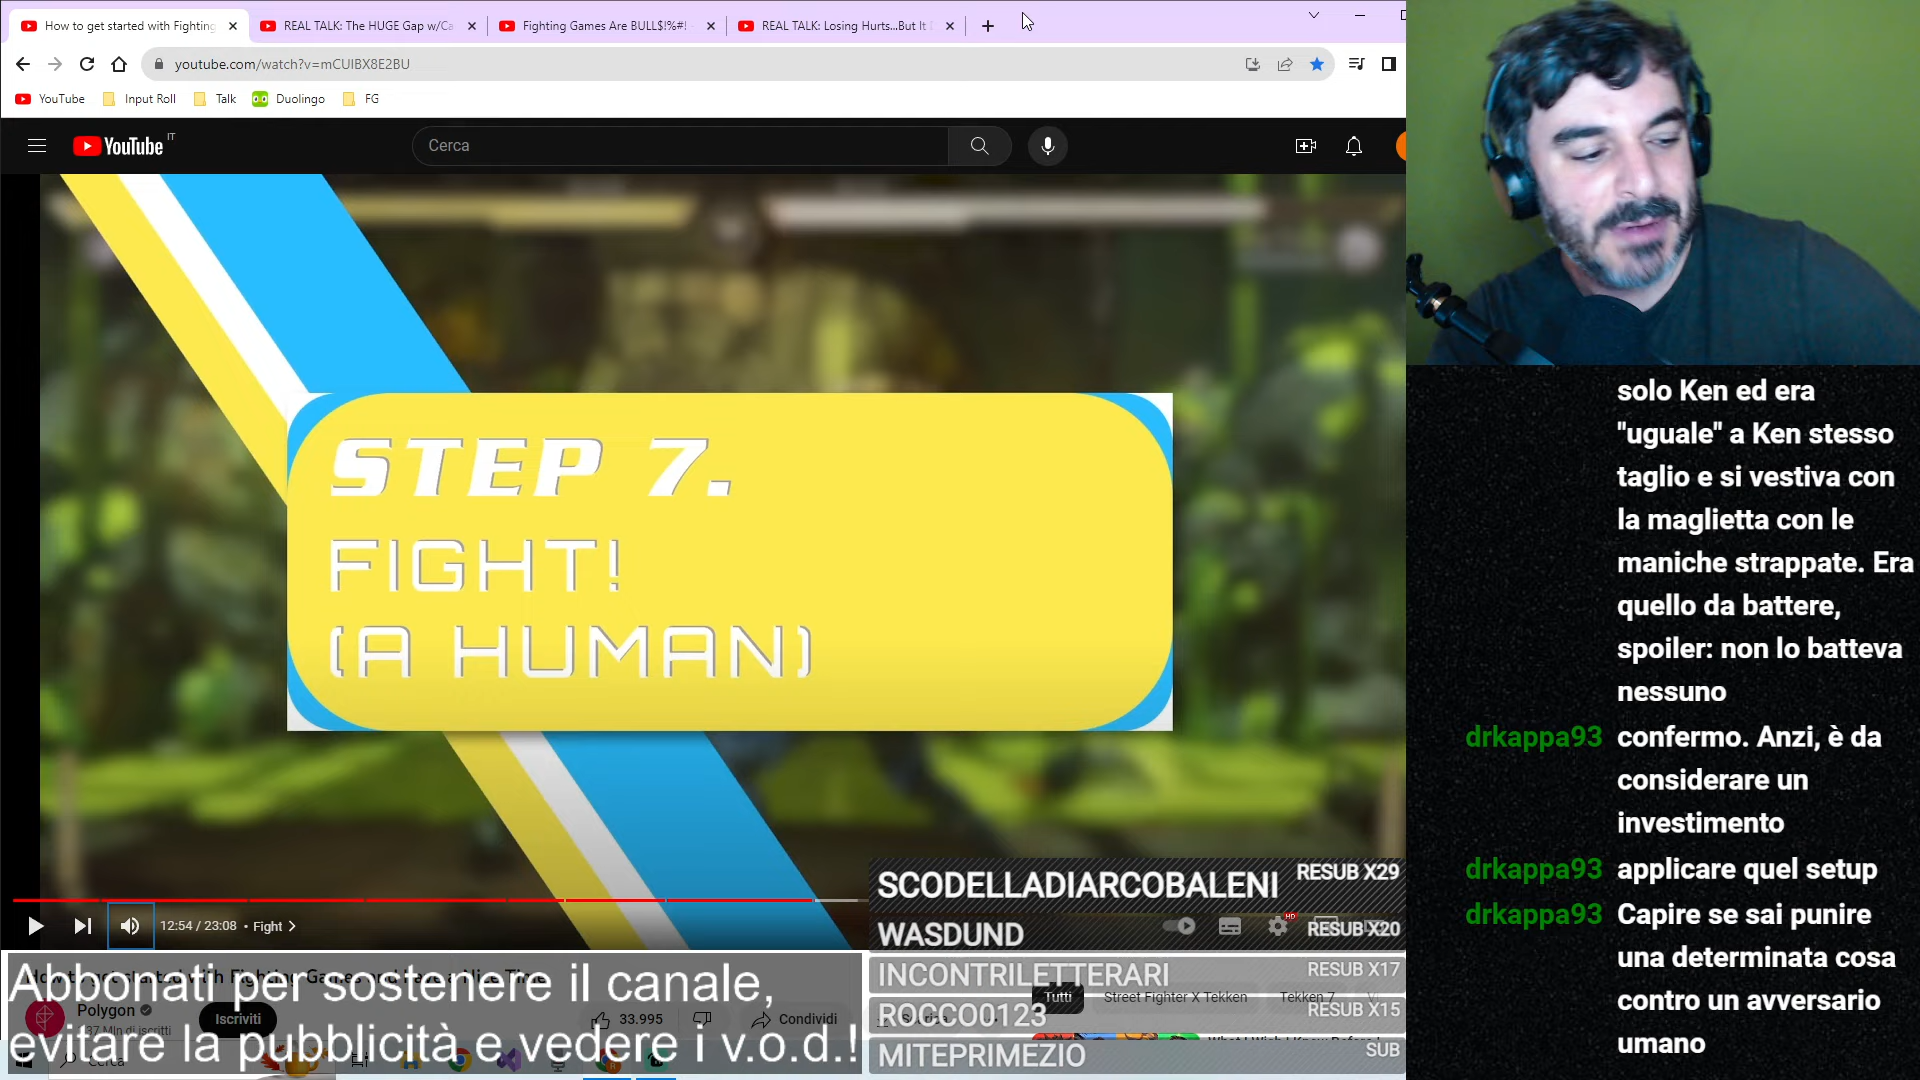 How to get started with Fighting
REAL TALK: The HUGE Gap w/Ca
Fighting Games Are BULL$!%#!
REAL TALK: Losing Hurts...But It
youtube.com/watch?v=mCUIBX8E2BU
YouTube
Input Roll
Talk
Duolingo
FG
YouTube IT
Cerca
STEP 7.
FIGHT!
(A HUMAN)
12:54 / 23:08 • Fight
HD
SCODELLADIARCOBALENI RESUB X29
WASDUND RESUB X20
INCONTRILETTERARI RESUB X17
ROCCO0123 RESUB X15
MITEPRIMEZIO SUB
Abbonati per sostenere il canale,
evitare la pubblicità e vedere i v.o.d.!
Polygon
Iscriviti
33.995
Condividi
Tutti
Street Fighter X Tekken
Tekken 7
Cerca
solo Ken ed era
"uguale" a Ken stesso
taglio e si vestiva con
la maglietta con le
maniche strappate. Era
quello da battere,
spoiler: non lo batteva
nessuno
drkappa93 confermo. Anzi, è da
considerare un
investimento
drkappa93 applicare quel setup
drkappa93 Capire se sai punire
una determinata cosa
contro un avversario
umano